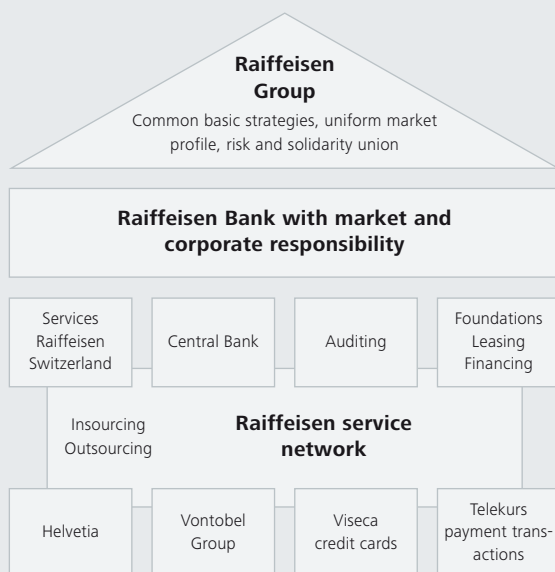 Raiffeisen
Group
Common basic strategies, uniform market
profile, risk and solidarity union
Raiffeisen Bank with market and
corporate responsibility
Services
Raiffeisen
Switzerland
Central Bank
Auditing
Foundations
Leasing
Financing
Insourcing
Outsourcing
Raiffeisen service
network
Helvetia
Vontobel
Group
Viseca
credit cards
Telekurs
payment trans-
actions